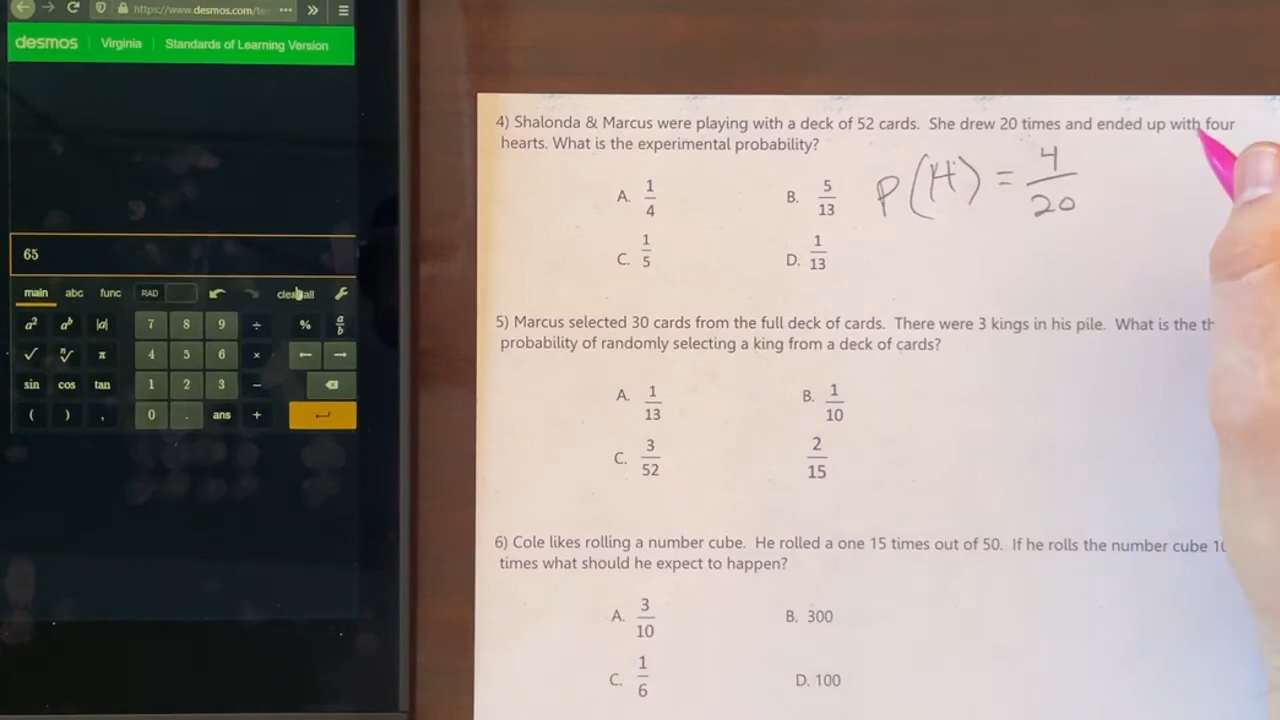 https://www.desmos.com/te
desmos Virginia Standards of Learning Version
65
main abc func RAD clear all
a² aᵇ |a| 7 8 9 ÷ % a/b
√ ⁿ√ π 4 5 6 × ← →
sin cos tan 1 2 3 −
( ) , 0 . ans +
4) Shalonda & Marcus were playing with a deck of 52 cards. She drew 20 times and ended up with four
hearts. What is the experimental probability?
P(H) = 4/20
A. 1/4 B. 5/13
C. 1/5 D. 1/13
5) Marcus selected 30 cards from the full deck of cards. There were 3 kings in his pile. What is the
probability of randomly selecting a king from a deck of cards?
A. 1/13 B. 1/10
C. 3/52 2/15
6) Cole likes rolling a number cube. He rolled a one 15 times out of 50. If he rolls the number cube
times what should he expect to happen?
A. 3/10 B. 300
C. 1/6 D. 100